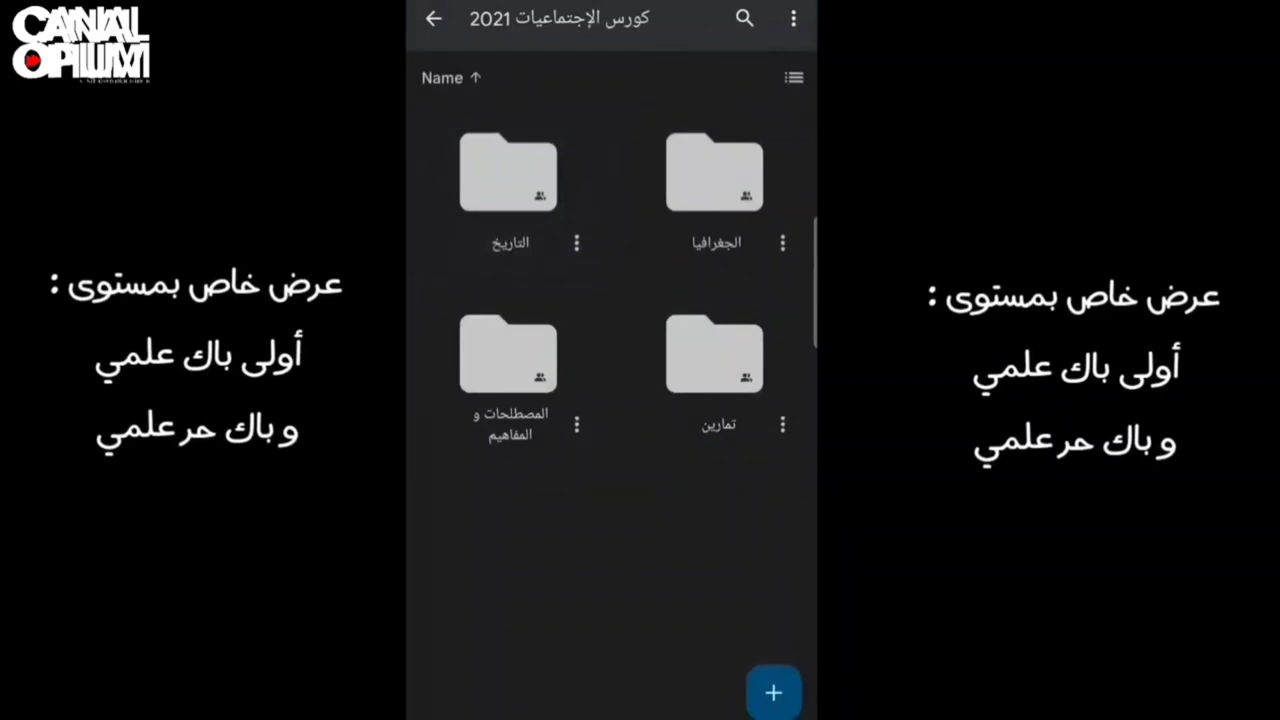 CANAL
OPIUM
كورس الإجتماعيات 2021
Name
الجغرافيا
التاريخ
تمارين
المصطلحات و
المفاهيم
عرض خاص بمستوى :
أولى باك علمي
و باك حر علمي
عرض خاص بمستوى :
أولى باك علمي
و باك حر علمي